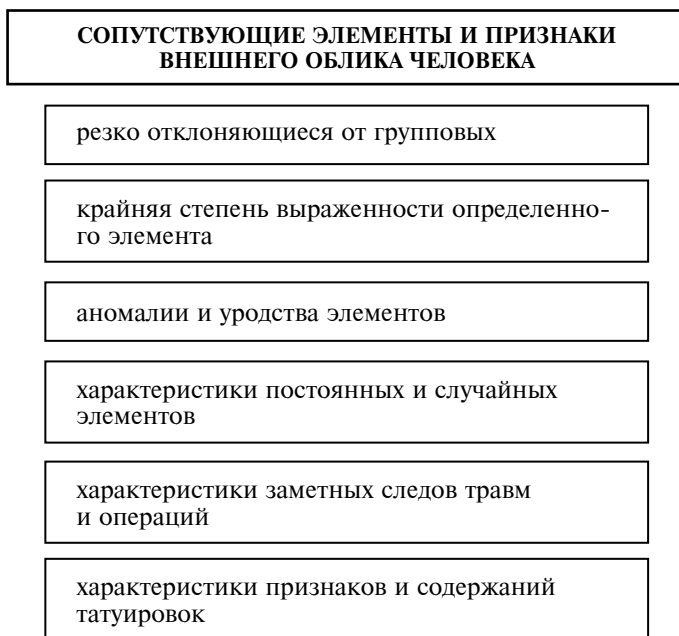 СОПУТСТВУЮЩИЕ ЭЛЕМЕНТЫ И ПРИЗНАКИ
ВНЕШНЕГО ОБЛИКА ЧЕЛОВЕКА
резко отклоняющиеся от групповых
крайняя степень выраженности определенно-
го элемента
аномалии и уродства элементов
характеристики постоянных и случайных
элементов
характеристики заметных следов травм
и операций
характеристики признаков и содержаний
татуировок